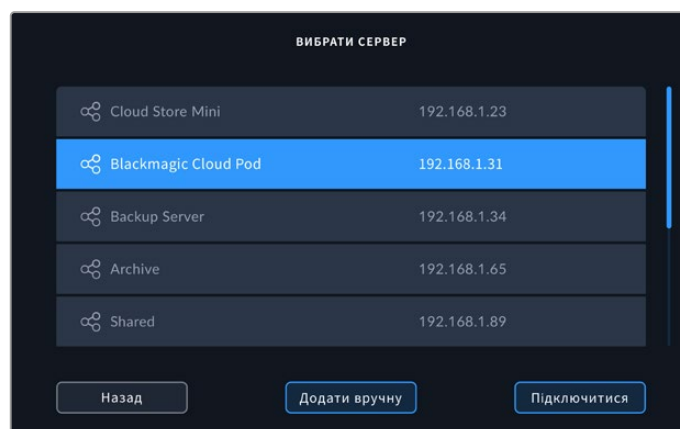 ВИБРАТИ СЕРВЕР
Cloud Store Mini 192.168.1.23
Blackmagic Cloud Pod 192.168.1.31
Backup Server 192.168.1.34
Archive 192.168.1.65
Shared 192.168.1.89
Назад Додати вручну Підключитися